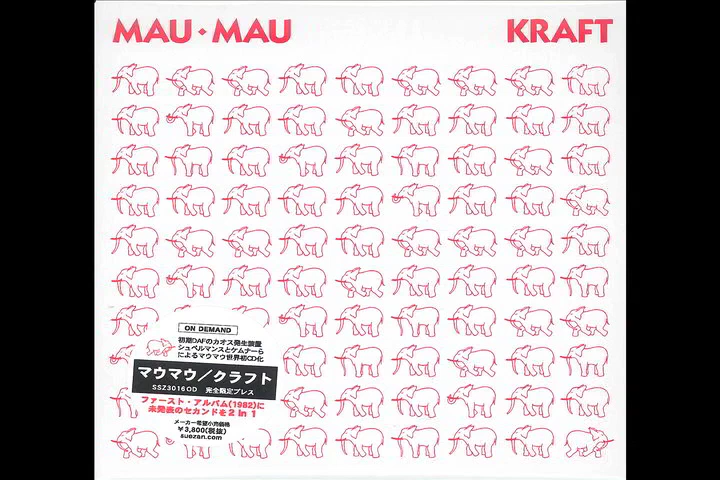 MAU・MAU
KRAFT
ON DEMAND
初期DAFのカオス発生装置
シュペルマンスとケムナーら
によるマウマウ世界初CD化
マウマウ／クラフト
SSZ3016OD 完全限定プレス
ファースト・アルバム(1982)に
未発表のセカンドを2 in 1
メーカー希望小売価格
￥3,800(税抜)
suezan.com